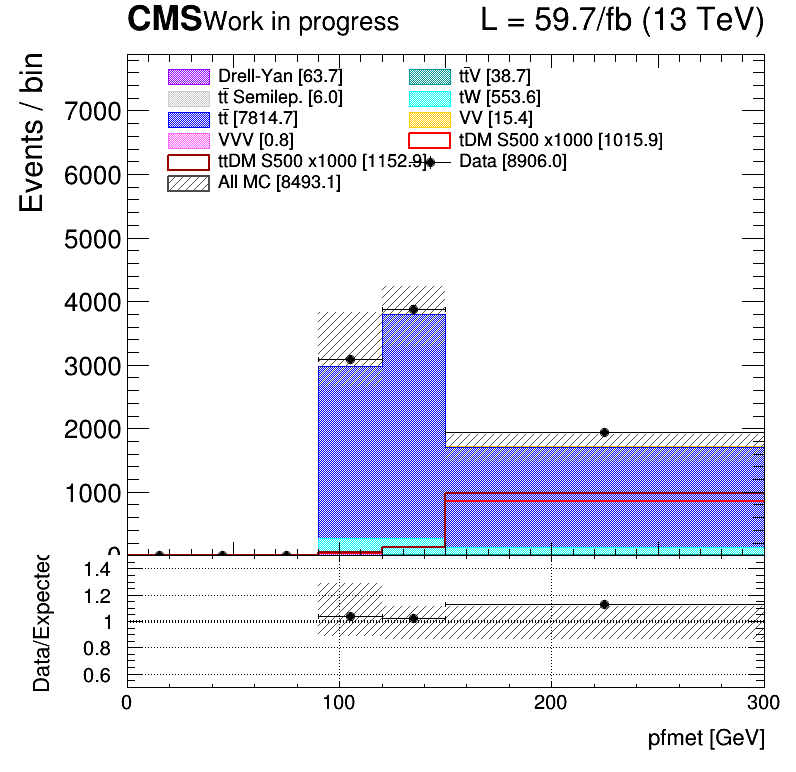 CMS Work in progress L = 59.7/fb (13 TeV)
Events / bin
Drell-Yan [63.7] tt̄V [38.7]
tt̄ Semilep. [6.0] tW [553.6]
tt̄ [7814.7] VV [15.4]
VVV [0.8] tDM S500 x1000 [1015.9]
ttDM S500 x1000 [1152.9] Data [8906.0]
All MC [8493.1]
7000
6000
5000
4000
3000
2000
1000
0
Data/Expected
1.4
1.2
1
0.8
0.6
0 100 200 300
pfmet [GeV]